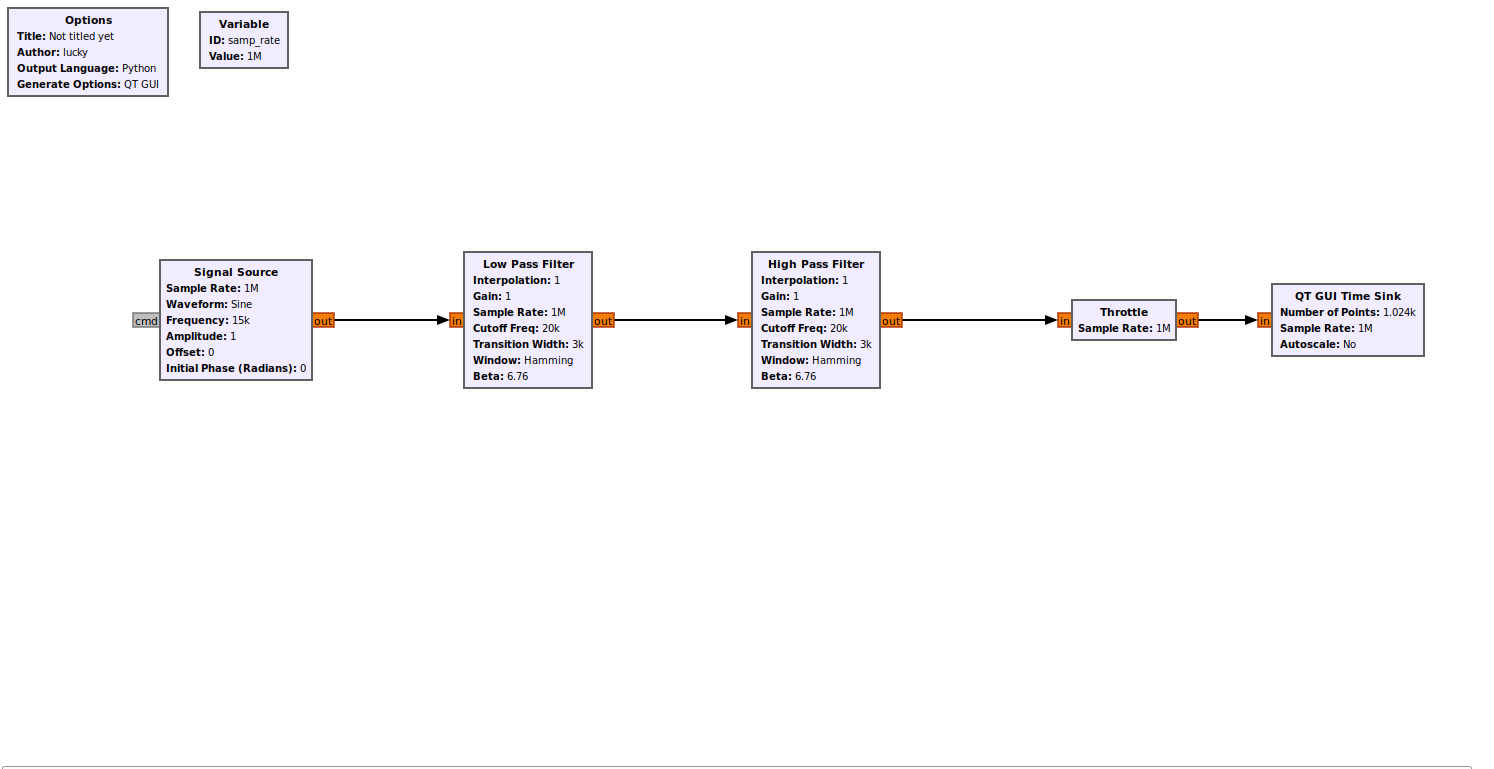 Options
Title: Not titled yet
Author: lucky
Output Language: Python
Generate Options: QT GUI
Variable
ID: samp_rate
Value: 1M
Signal Source
Sample Rate: 1M
Waveform: Sine
Frequency: 15k
Amplitude: 1
Offset: 0
Initial Phase (Radians): 0
cmd
out
in
Low Pass Filter
Interpolation: 1
Gain: 1
Sample Rate: 1M
Cutoff Freq: 20k
Transition Width: 3k
Window: Hamming
Beta: 6.76
out
in
High Pass Filter
Interpolation: 1
Gain: 1
Sample Rate: 1M
Cutoff Freq: 20k
Transition Width: 3k
Window: Hamming
Beta: 6.76
out
in
Throttle
Sample Rate: 1M
out
in
QT GUI Time Sink
Number of Points: 1.024k
Sample Rate: 1M
Autoscale: No